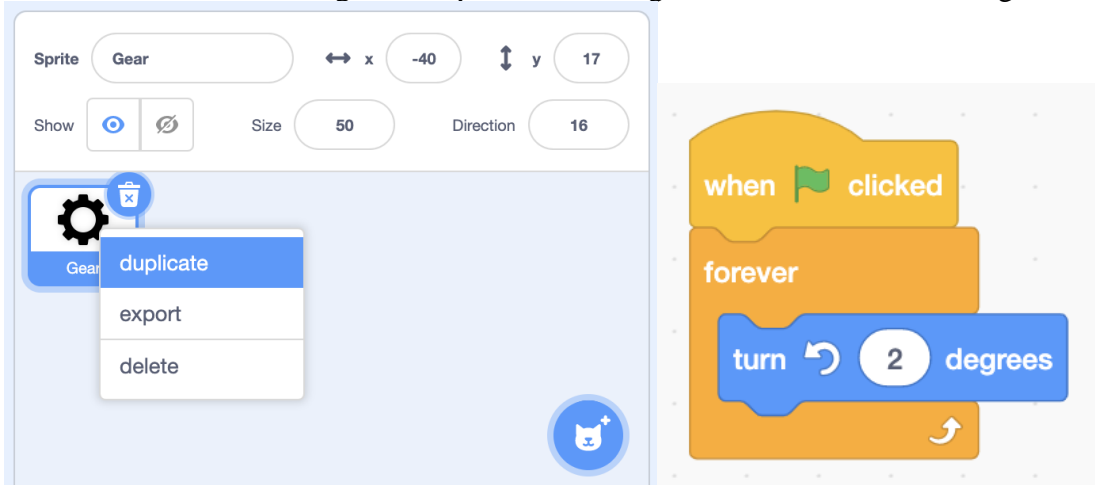 Sprite Gear x -40 y 17
Show Size 50 Direction 16
Gear
duplicate
export
delete
when clicked
forever
turn 2 degrees